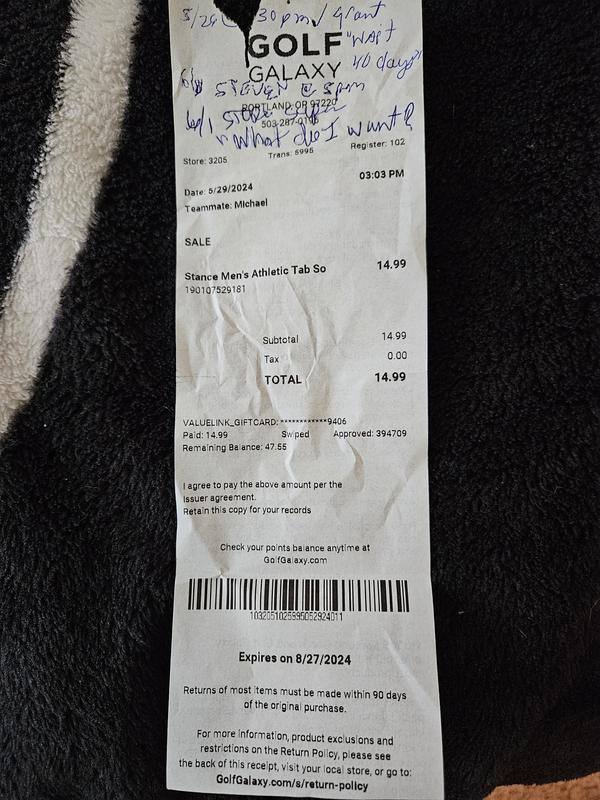 5/29 @ 30pm / Grant
GOLF
"WAIT
GALAXY
40 days"
STEVEN @ 5pm
PORTLAND, OR 97220
6/1 STORE
503-287-01
"What do I want?
Store: 3205 Trans: 5995 Register: 102
03:03 PM
Date: 5/29/2024
Teammate: Michael
SALE
Stance Men's Athletic Tab So 14.99
190107529181
Subtotal 14.99
Tax 0.00
TOTAL 14.99
VALUELINK_GIFTCARD: ************9406
Paid: 14.99 Swiped Approved: 394709
Remaining Balance: 47.55
I agree to pay the above amount per the
Issuer agreement.
Retain this copy for your records
Check your points balance anytime at
GolfGalaxy.com
Expires on 8/27/2024
Returns of most items must be made within 90 days
of the original purchase.
For more information, product exclusions and
restrictions on the Return Policy, please see
the back of this receipt, visit your local store, or go to:
GolfGalaxy.com/s/return-policy